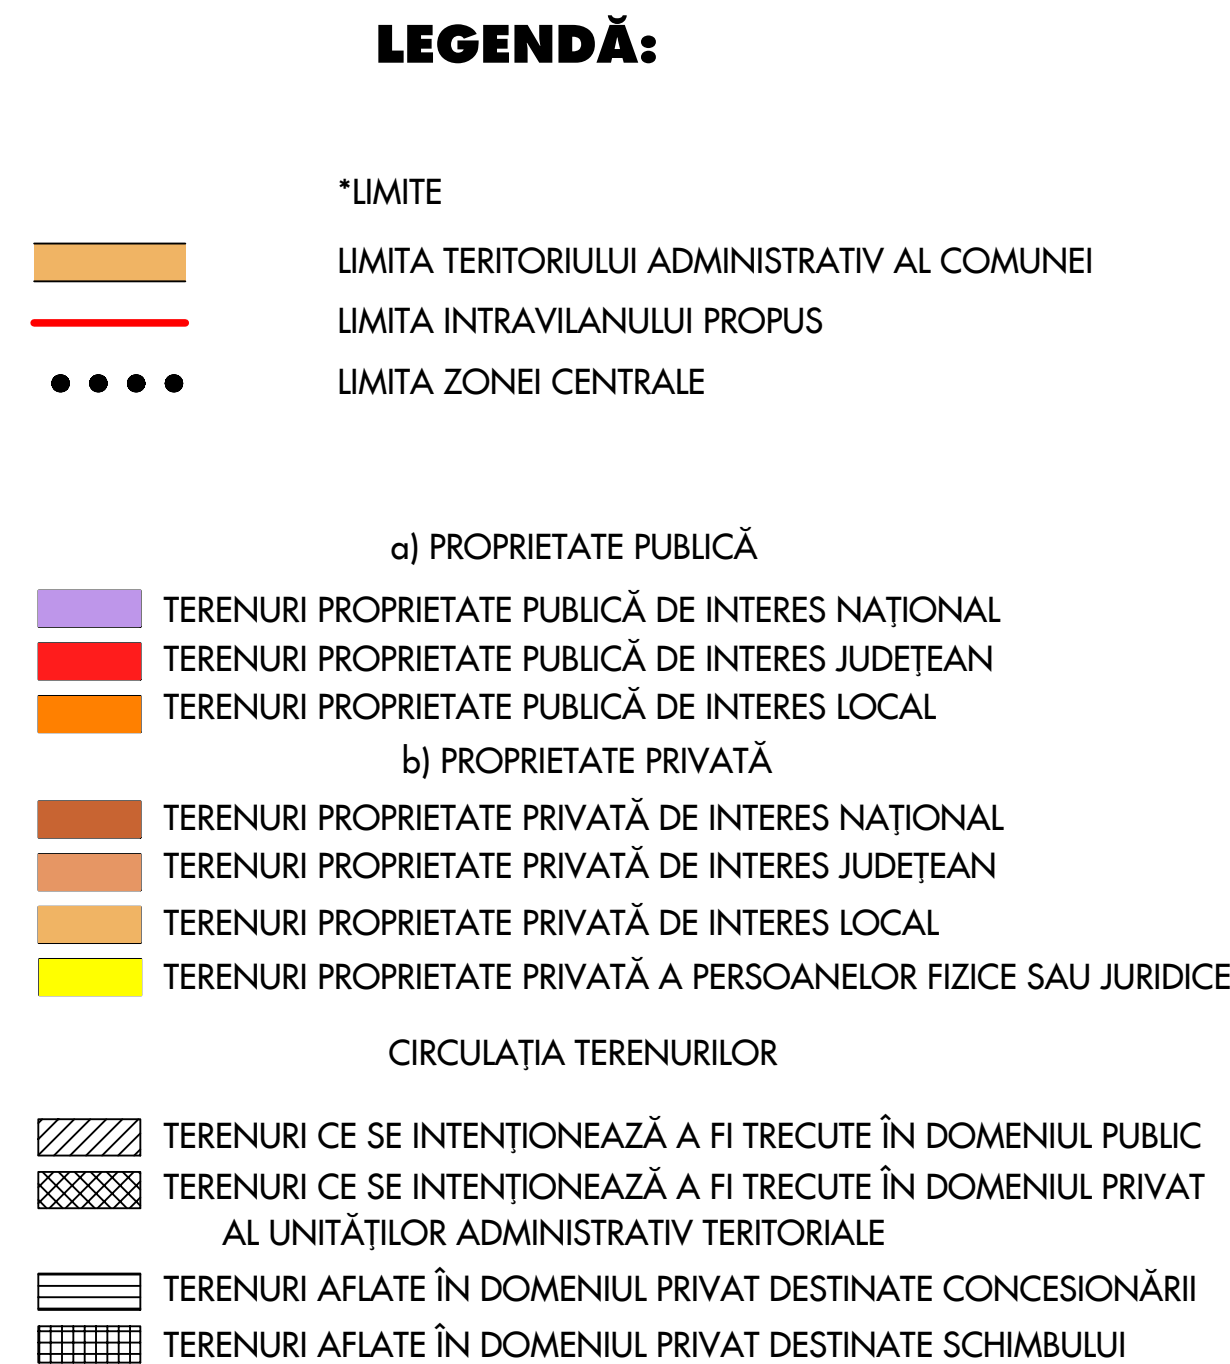 LEGENDĂ:
*LIMITE
LIMITA TERITORIULUI ADMINISTRATIV AL COMUNEI
LIMITA INTRAVILANULUI PROPUS
LIMITA ZONEI CENTRALE
a) PROPRIETATE PUBLICĂ
TERENURI PROPRIETATE PUBLICĂ DE INTERES NAŢIONAL
TERENURI PROPRIETATE PUBLICĂ DE INTERES JUDEŢEAN
TERENURI PROPRIETATE PUBLICĂ DE INTERES LOCAL
b) PROPRIETATE PRIVATĂ
TERENURI PROPRIETATE PRIVATĂ DE INTERES NAŢIONAL
TERENURI PROPRIETATE PRIVATĂ DE INTERES JUDEŢEAN
TERENURI PROPRIETATE PRIVATĂ DE INTERES LOCAL
TERENURI PROPRIETATE PRIVATĂ A PERSOANELOR FIZICE SAU JURIDICE
CIRCULAŢIA TERENURILOR
TERENURI CE SE INTENŢIONEAZĂ A FI TRECUTE ÎN DOMENIUL PUBLIC
TERENURI CE SE INTENŢIONEAZĂ A FI TRECUTE ÎN DOMENIUL PRIVAT
AL UNITĂŢILOR ADMINISTRATIV TERITORIALE
TERENURI AFLATE ÎN DOMENIUL PRIVAT DESTINATE CONCESIONĂRII
TERENURI AFLATE ÎN DOMENIUL PRIVAT DESTINATE SCHIMBULUI